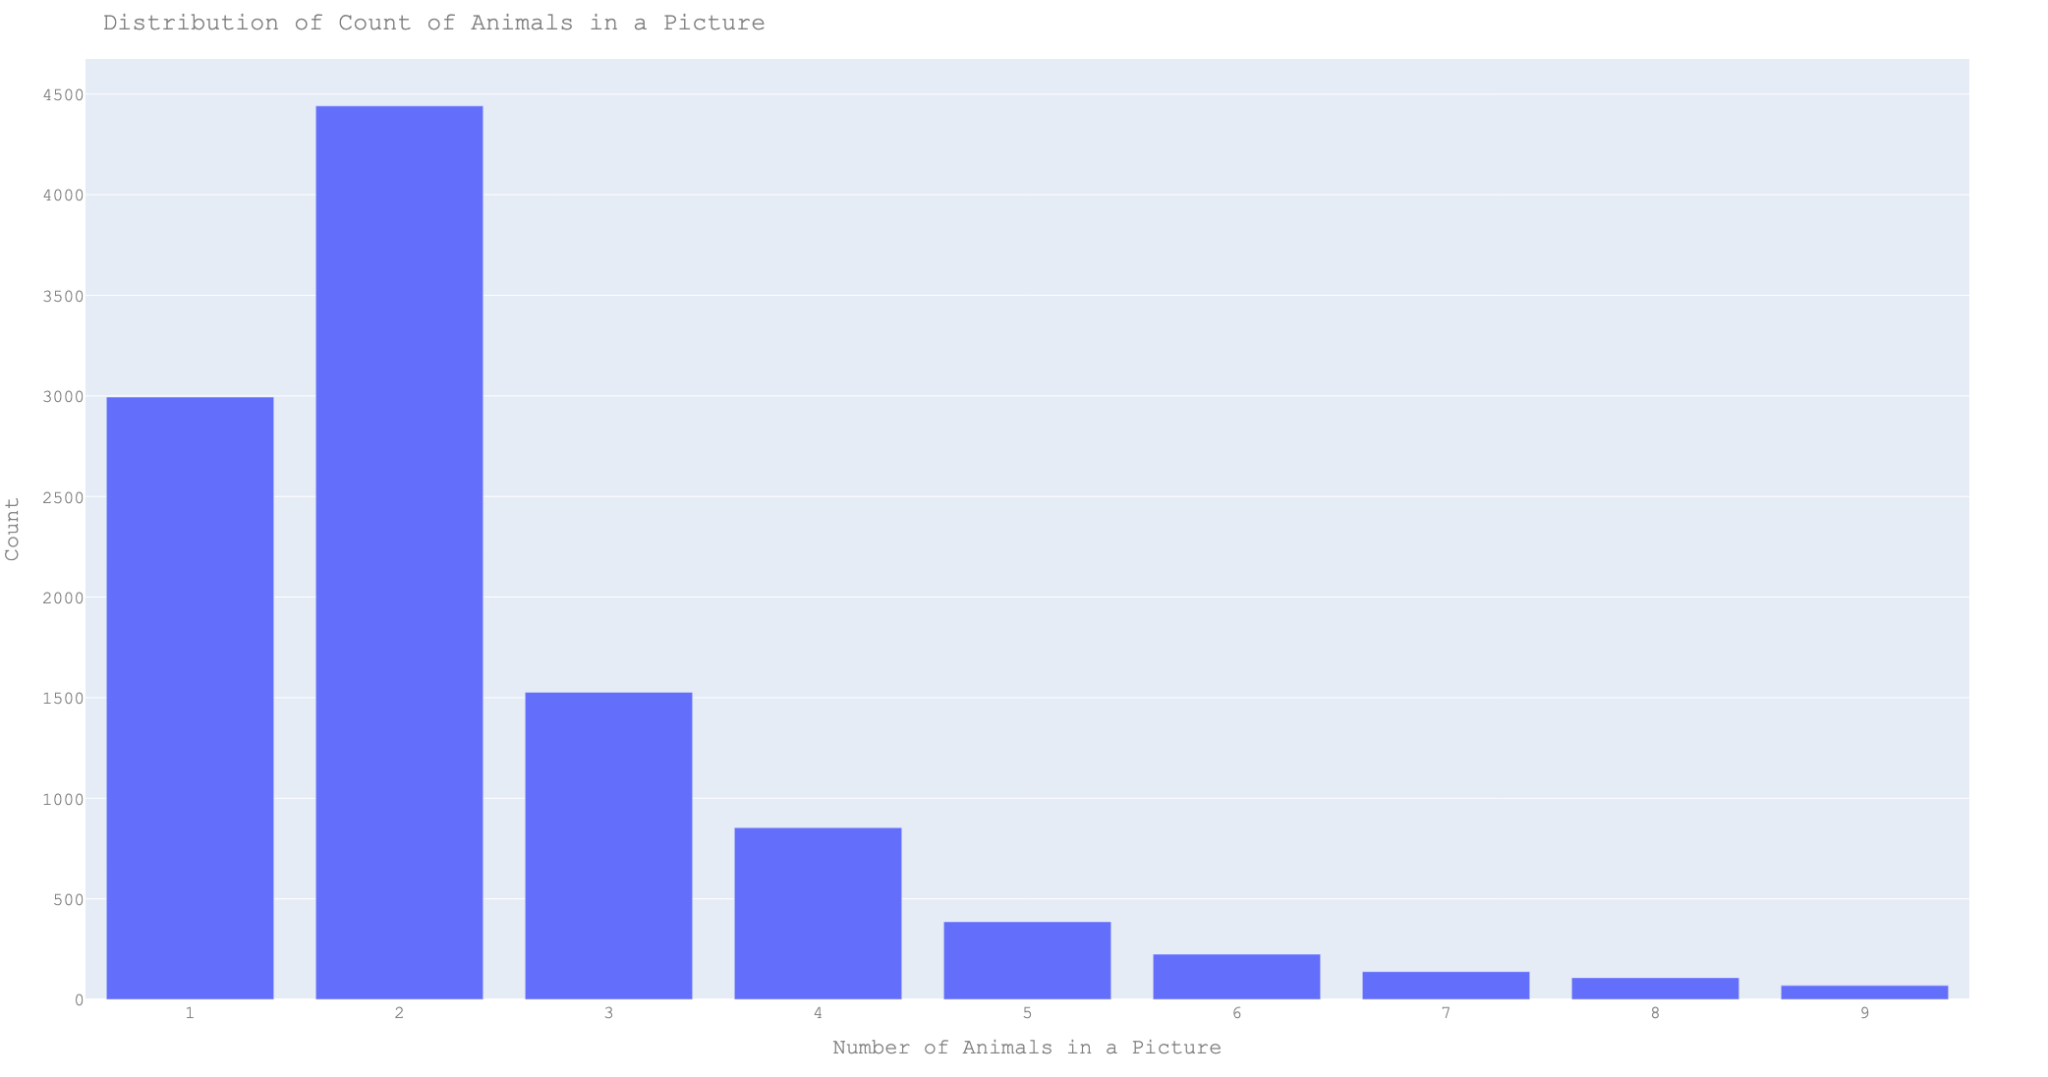 Distribution of Count of Animals in a Picture
4500
4000
3500
3000
2500
2000
1500
1000
500
0
Count
1 2 3 4 5 6 7 8 9
Number of Animals in a Picture